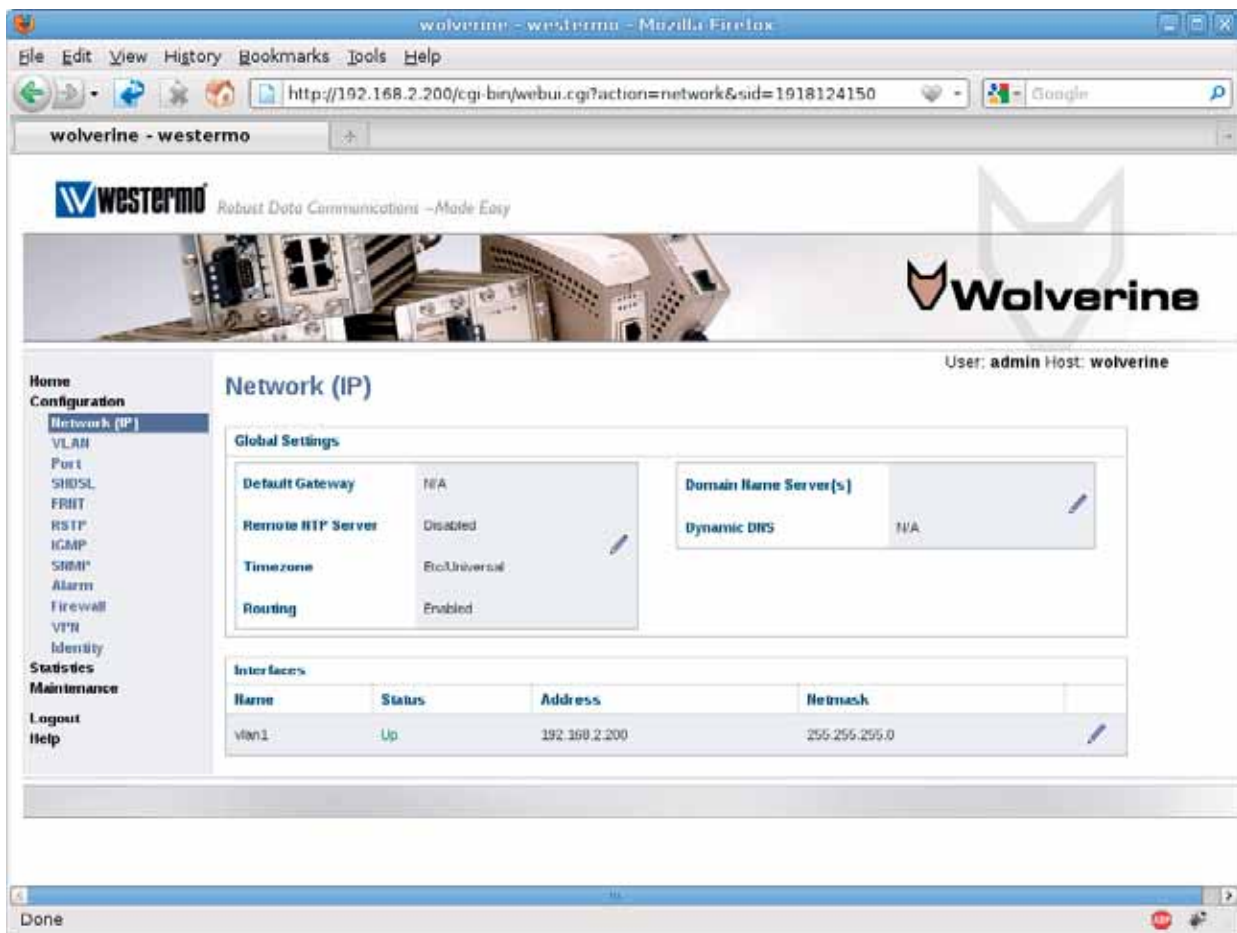 wolverine - westermo - Mozilla Firefox
File Edit View History Bookmarks Tools Help
http://192.168.2.200/cgi-bin/webui.cgi?action=network&sid=1918124150
Google
wolverine - westermo
westermo Robust Data Communications –Made Easy
Wolverine
User: admin Host: wolverine
Home
Configuration
Network (IP)
VLAN
Port
SHDSL
FRNT
RSTP
IGMP
SNMP
Alarm
Firewall
VPN
Identity
Statistics
Maintenance
Logout
Help
Network (IP)
Global Settings
Default Gateway N/A
Remote NTP Server Disabled
Timezone Etc/Universal
Routing Enabled
Domain Name Server(s)
Dynamic DNS N/A
Interfaces
Name Status Address Netmask
vlan1 Up 192.168.2.200 255.255.255.0
Done
ABP